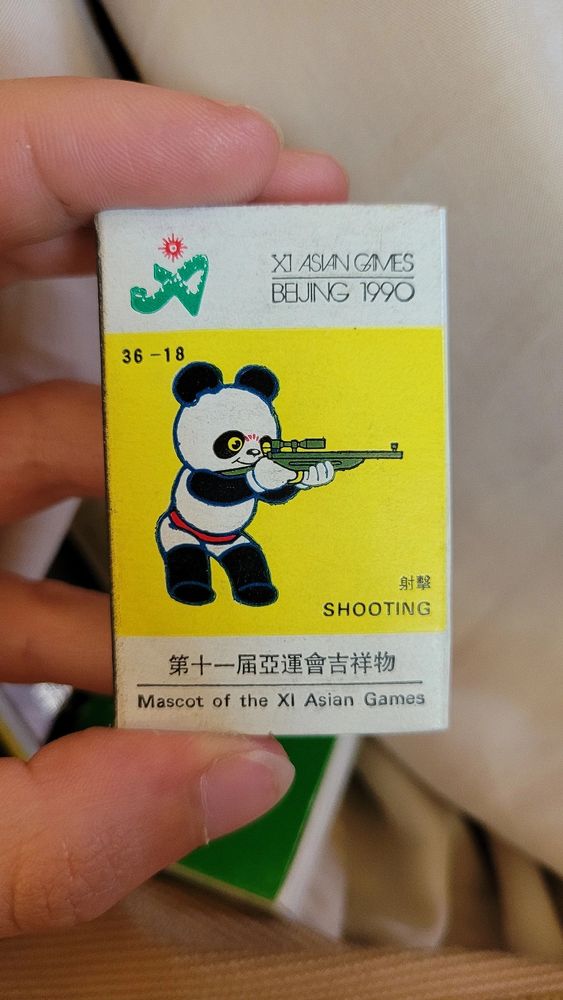 XI ASIAN GAMES
BEIJING 1990
36-18
射擊
SHOOTING
第十一届亞運會吉祥物
Mascot of the XI Asian Games